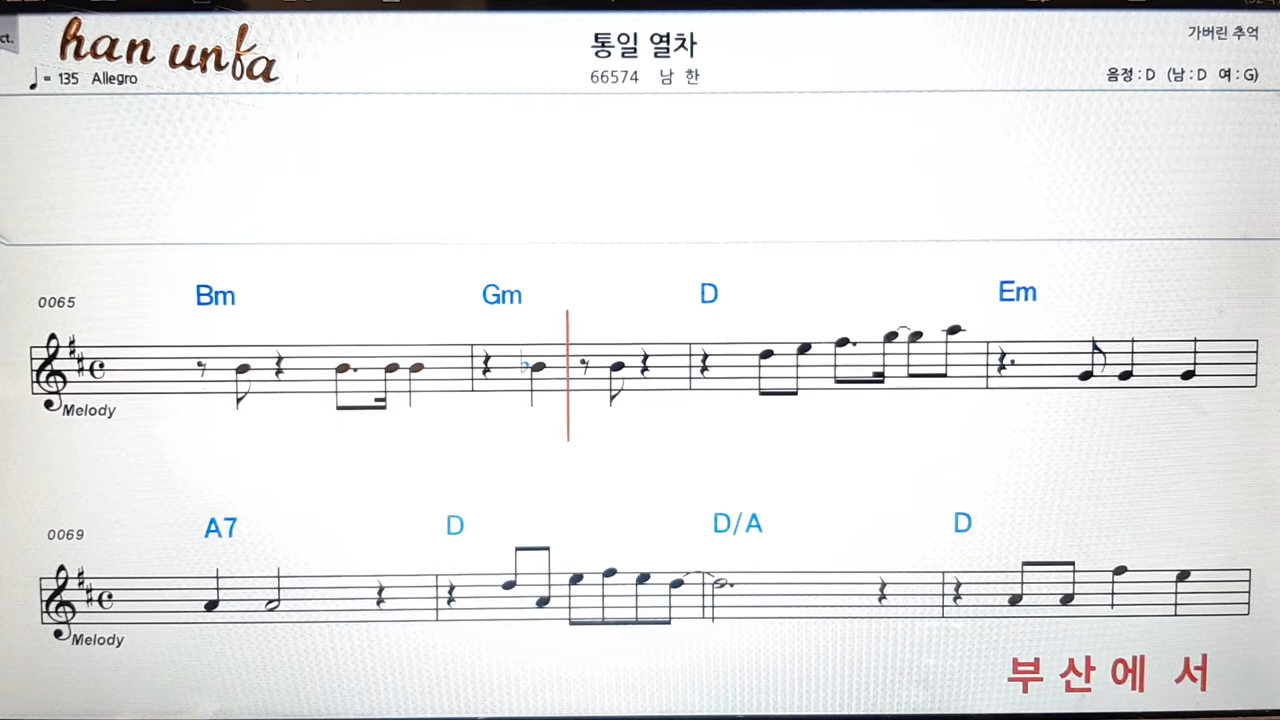 ct.
han unfa
통일 열차
가버린 추억
♩= 135 Allegro
66574 남 한
음정 : D (남 : D 여 : G)
0065
Bm Gm D Em
Melody
0069
A7 D D/A D
Melody
부 산 에 서